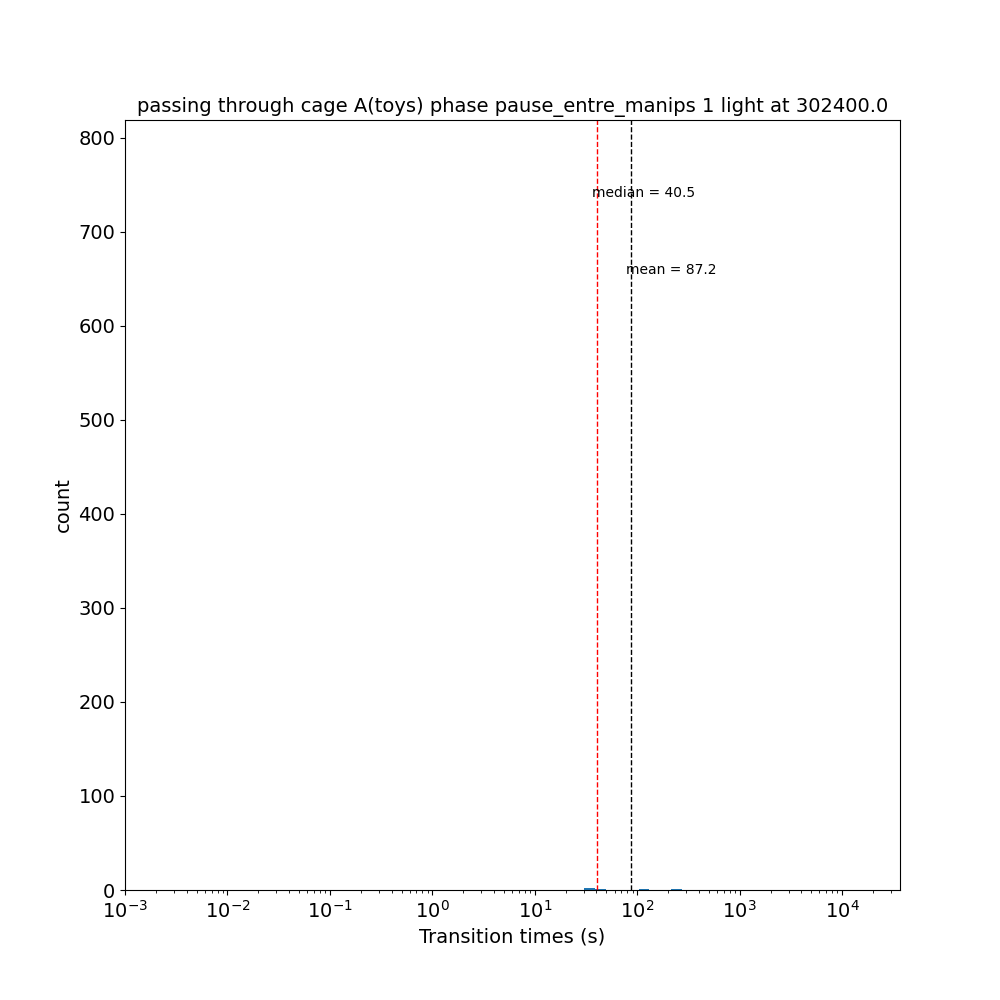 passing through cage A(toys) phase pause_entre_manips 1 light at 302400.0
800
median = 40.5
700
mean = 87.2
600
500
count
400
300
200
100
0
10⁻³ 10⁻² 10⁻¹ 10⁰ 10¹ 10² 10³ 10⁴
Transition times (s)